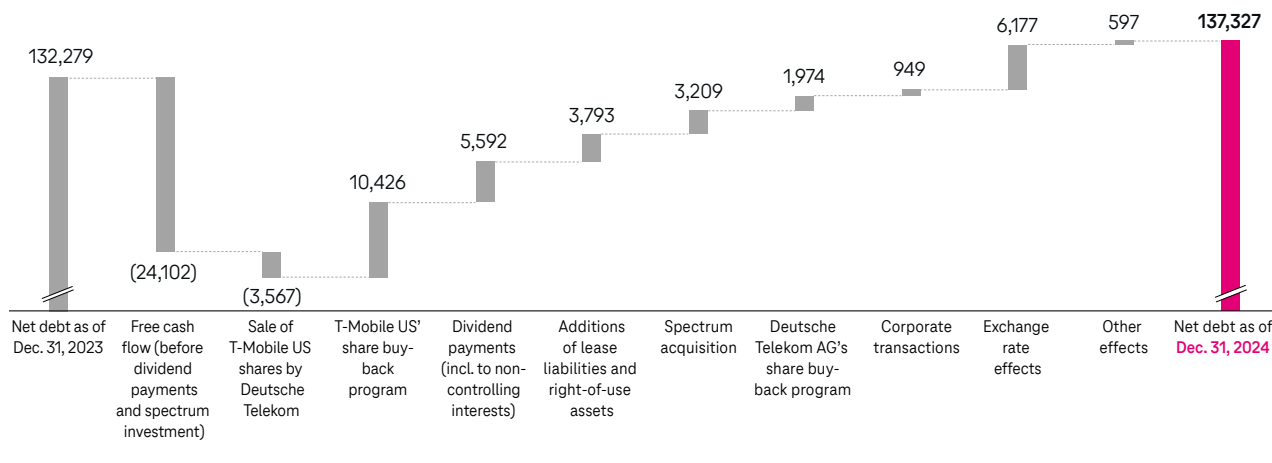 132,279
(24,102)
(3,567)
10,426
5,592
3,793
3,209
1,974
949
6,177
597
137,327
Net debt as of
Dec. 31, 2023
Free cash
flow (before
dividend
payments
and spectrum
investment)
Sale of
T-Mobile US
shares by
Deutsche
Telekom
T-Mobile US’
share buy-
back
program
Dividend
payments
(incl. to non-
controlling
interests)
Additions
of lease
liabilities and
right-of-use
assets
Spectrum
acquisition
Deutsche
Telekom AG’s
share buy-
back program
Corporate
transactions
Exchange
rate
effects
Other
effects
Net debt as of
Dec. 31, 2024